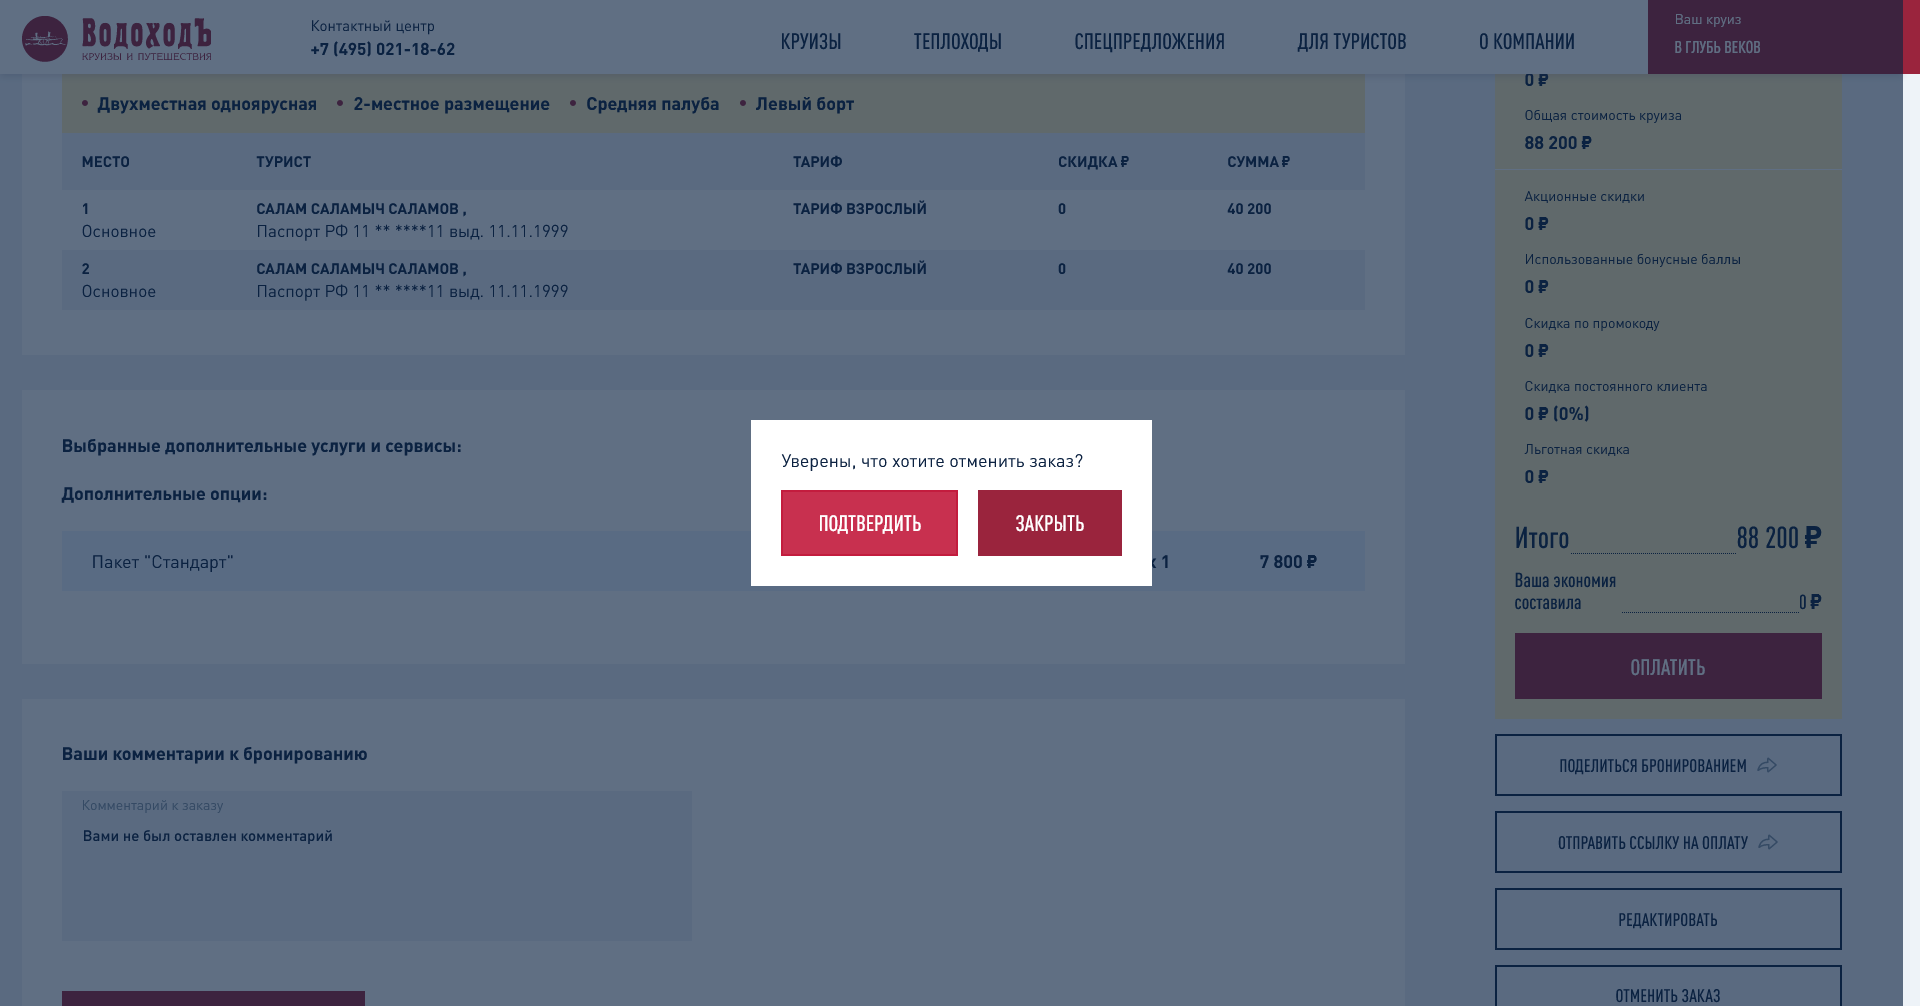 ВОДОХОДЪ
КРУИЗЫ И ПУТЕШЕСТВИЯ
Контактный центр
+7 (495) 021-18-62
КРУИЗЫ
ТЕПЛОХОДЫ
СПЕЦПРЕДЛОЖЕНИЯ
ДЛЯ ТУРИСТОВ
О КОМПАНИИ
Ваш круиз
В ГЛУБЬ ВЕКОВ
• Двухместная одноярусная • 2-местное размещение • Средняя палуба • Левый борт
МЕСТО ТУРИСТ ТАРИФ СКИДКА ₽ СУММА ₽
1 САЛАМ САЛАМЫЧ САЛАМОВ , ТАРИФ ВЗРОСЛЫЙ 0 40 200
Основное Паспорт РФ 11 ** ****11 выд. 11.11.1999
2 САЛАМ САЛАМЫЧ САЛАМОВ , ТАРИФ ВЗРОСЛЫЙ 0 40 200
Основное Паспорт РФ 11 ** ****11 выд. 11.11.1999
Выбранные дополнительные услуги и сервисы:
Дополнительные опции:
Пакет "Стандарт" 1 7 800 ₽
Уверены, что хотите отменить заказ?
ПОДТВЕРДИТЬ
ЗАКРЫТЬ
Ваши комментарии к бронированию
Комментарий к заказу
Вами не был оставлен комментарий
0 ₽
Общая стоимость круиза
88 200 ₽
Акционные скидки
0 ₽
Использованные бонусные баллы
0 ₽
Скидка по промокоду
0 ₽
Скидка постоянного клиента
0 ₽ (0%)
Льготная скидка
0 ₽
Итого 88 200 ₽
Ваша экономия
составила 0 ₽
ОПЛАТИТЬ
ПОДЕЛИТЬСЯ БРОНИРОВАНИЕМ
ОТПРАВИТЬ ССЫЛКУ НА ОПЛАТУ
РЕДАКТИРОВАТЬ
ОТМЕНИТЬ ЗАКАЗ